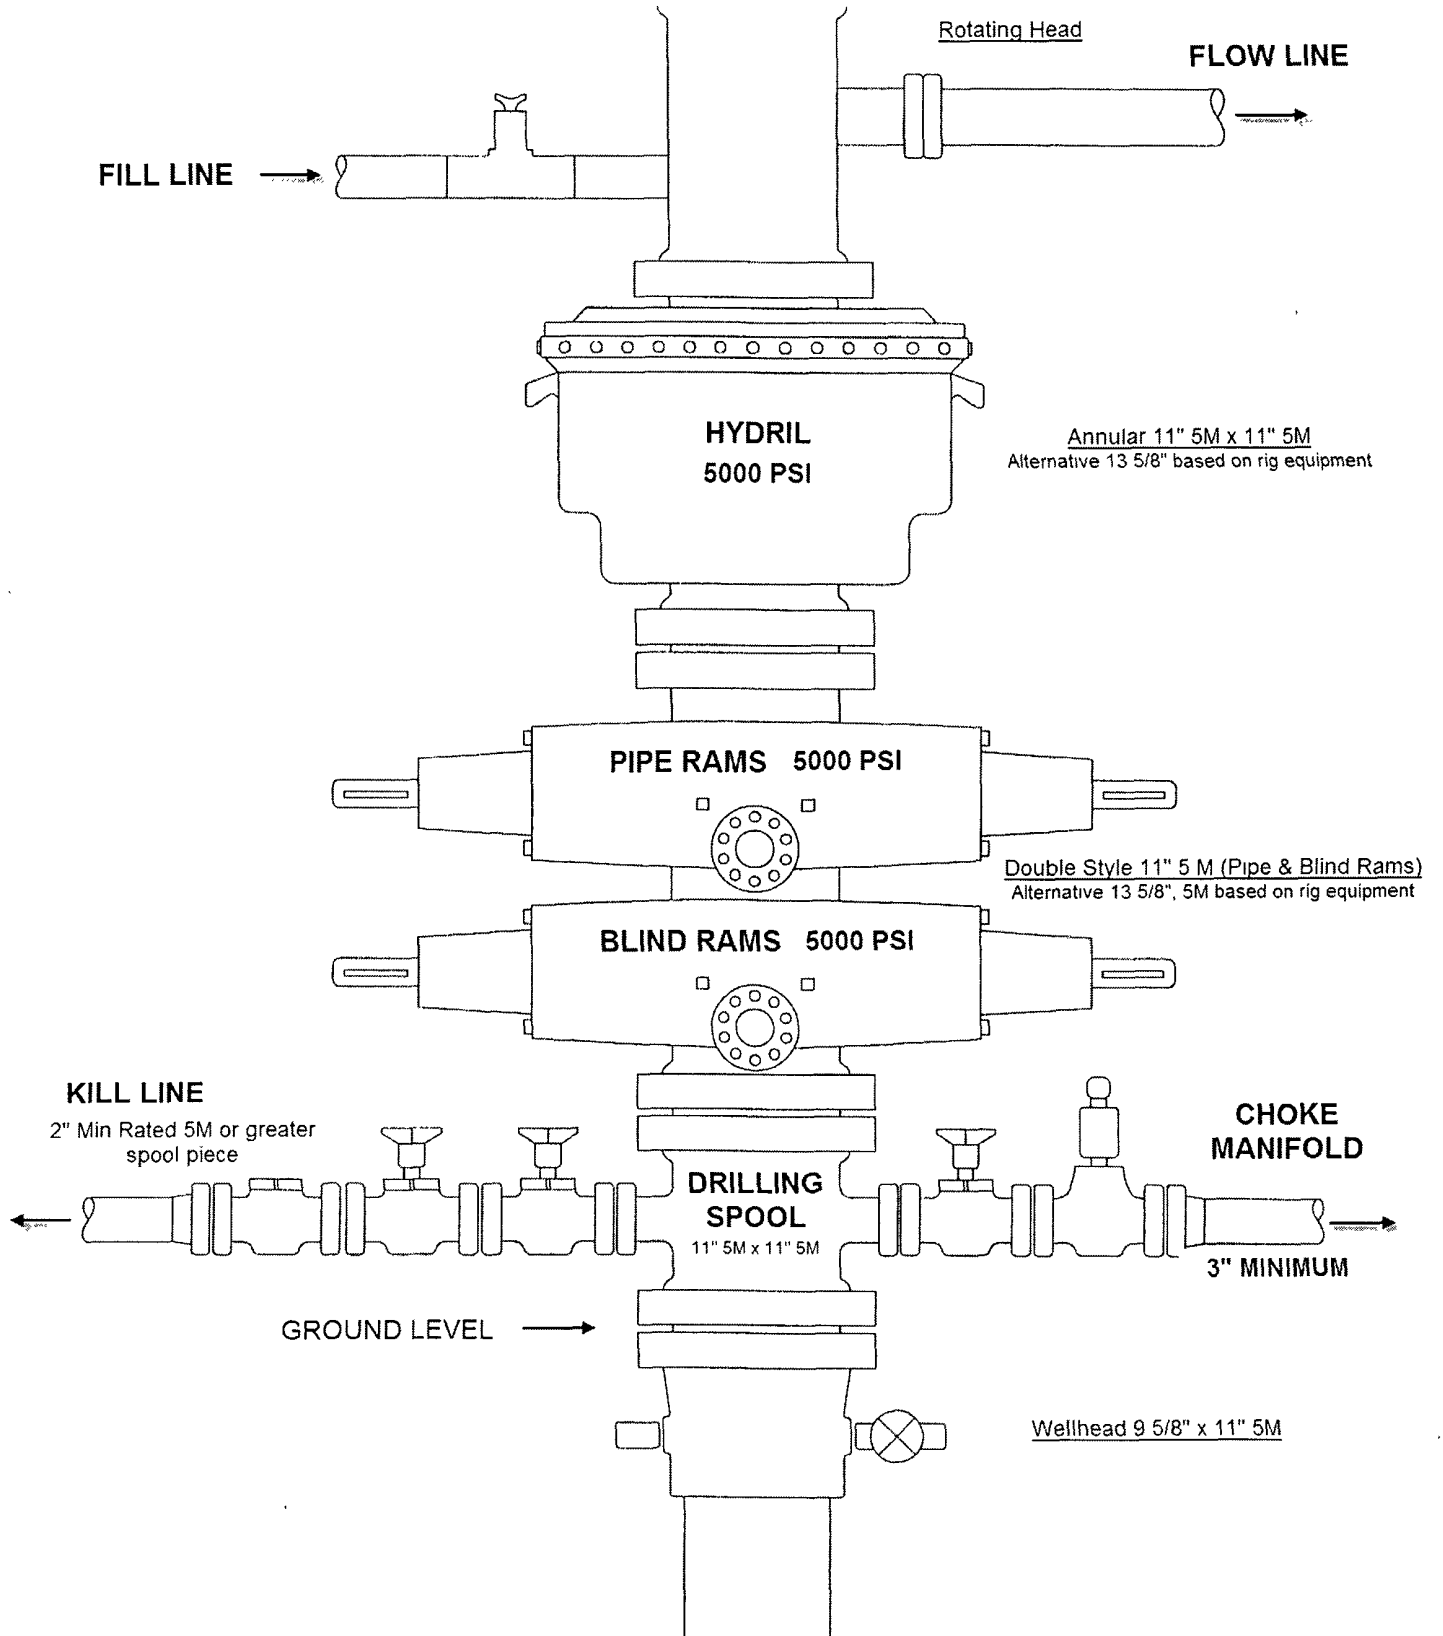 Rotating Head
FLOW LINE
FILL LINE
HYDRIL
5000 PSI
Annular 11" 5M x 11" 5M
Alternative 13 5/8" based on rig equipment
PIPE RAMS 5000 PSI
Double Style 11" 5 M (Pipe & Blind Rams)
Alternative 13 5/8", 5M based on rig equipment
BLIND RAMS 5000 PSI
KILL LINE
2" Min Rated 5M or greater
spool piece
CHOKE
MANIFOLD
DRILLING
SPOOL
11" 5M x 11" 5M
3" MINIMUM
GROUND LEVEL
Wellhead 9 5/8" x 11" 5M